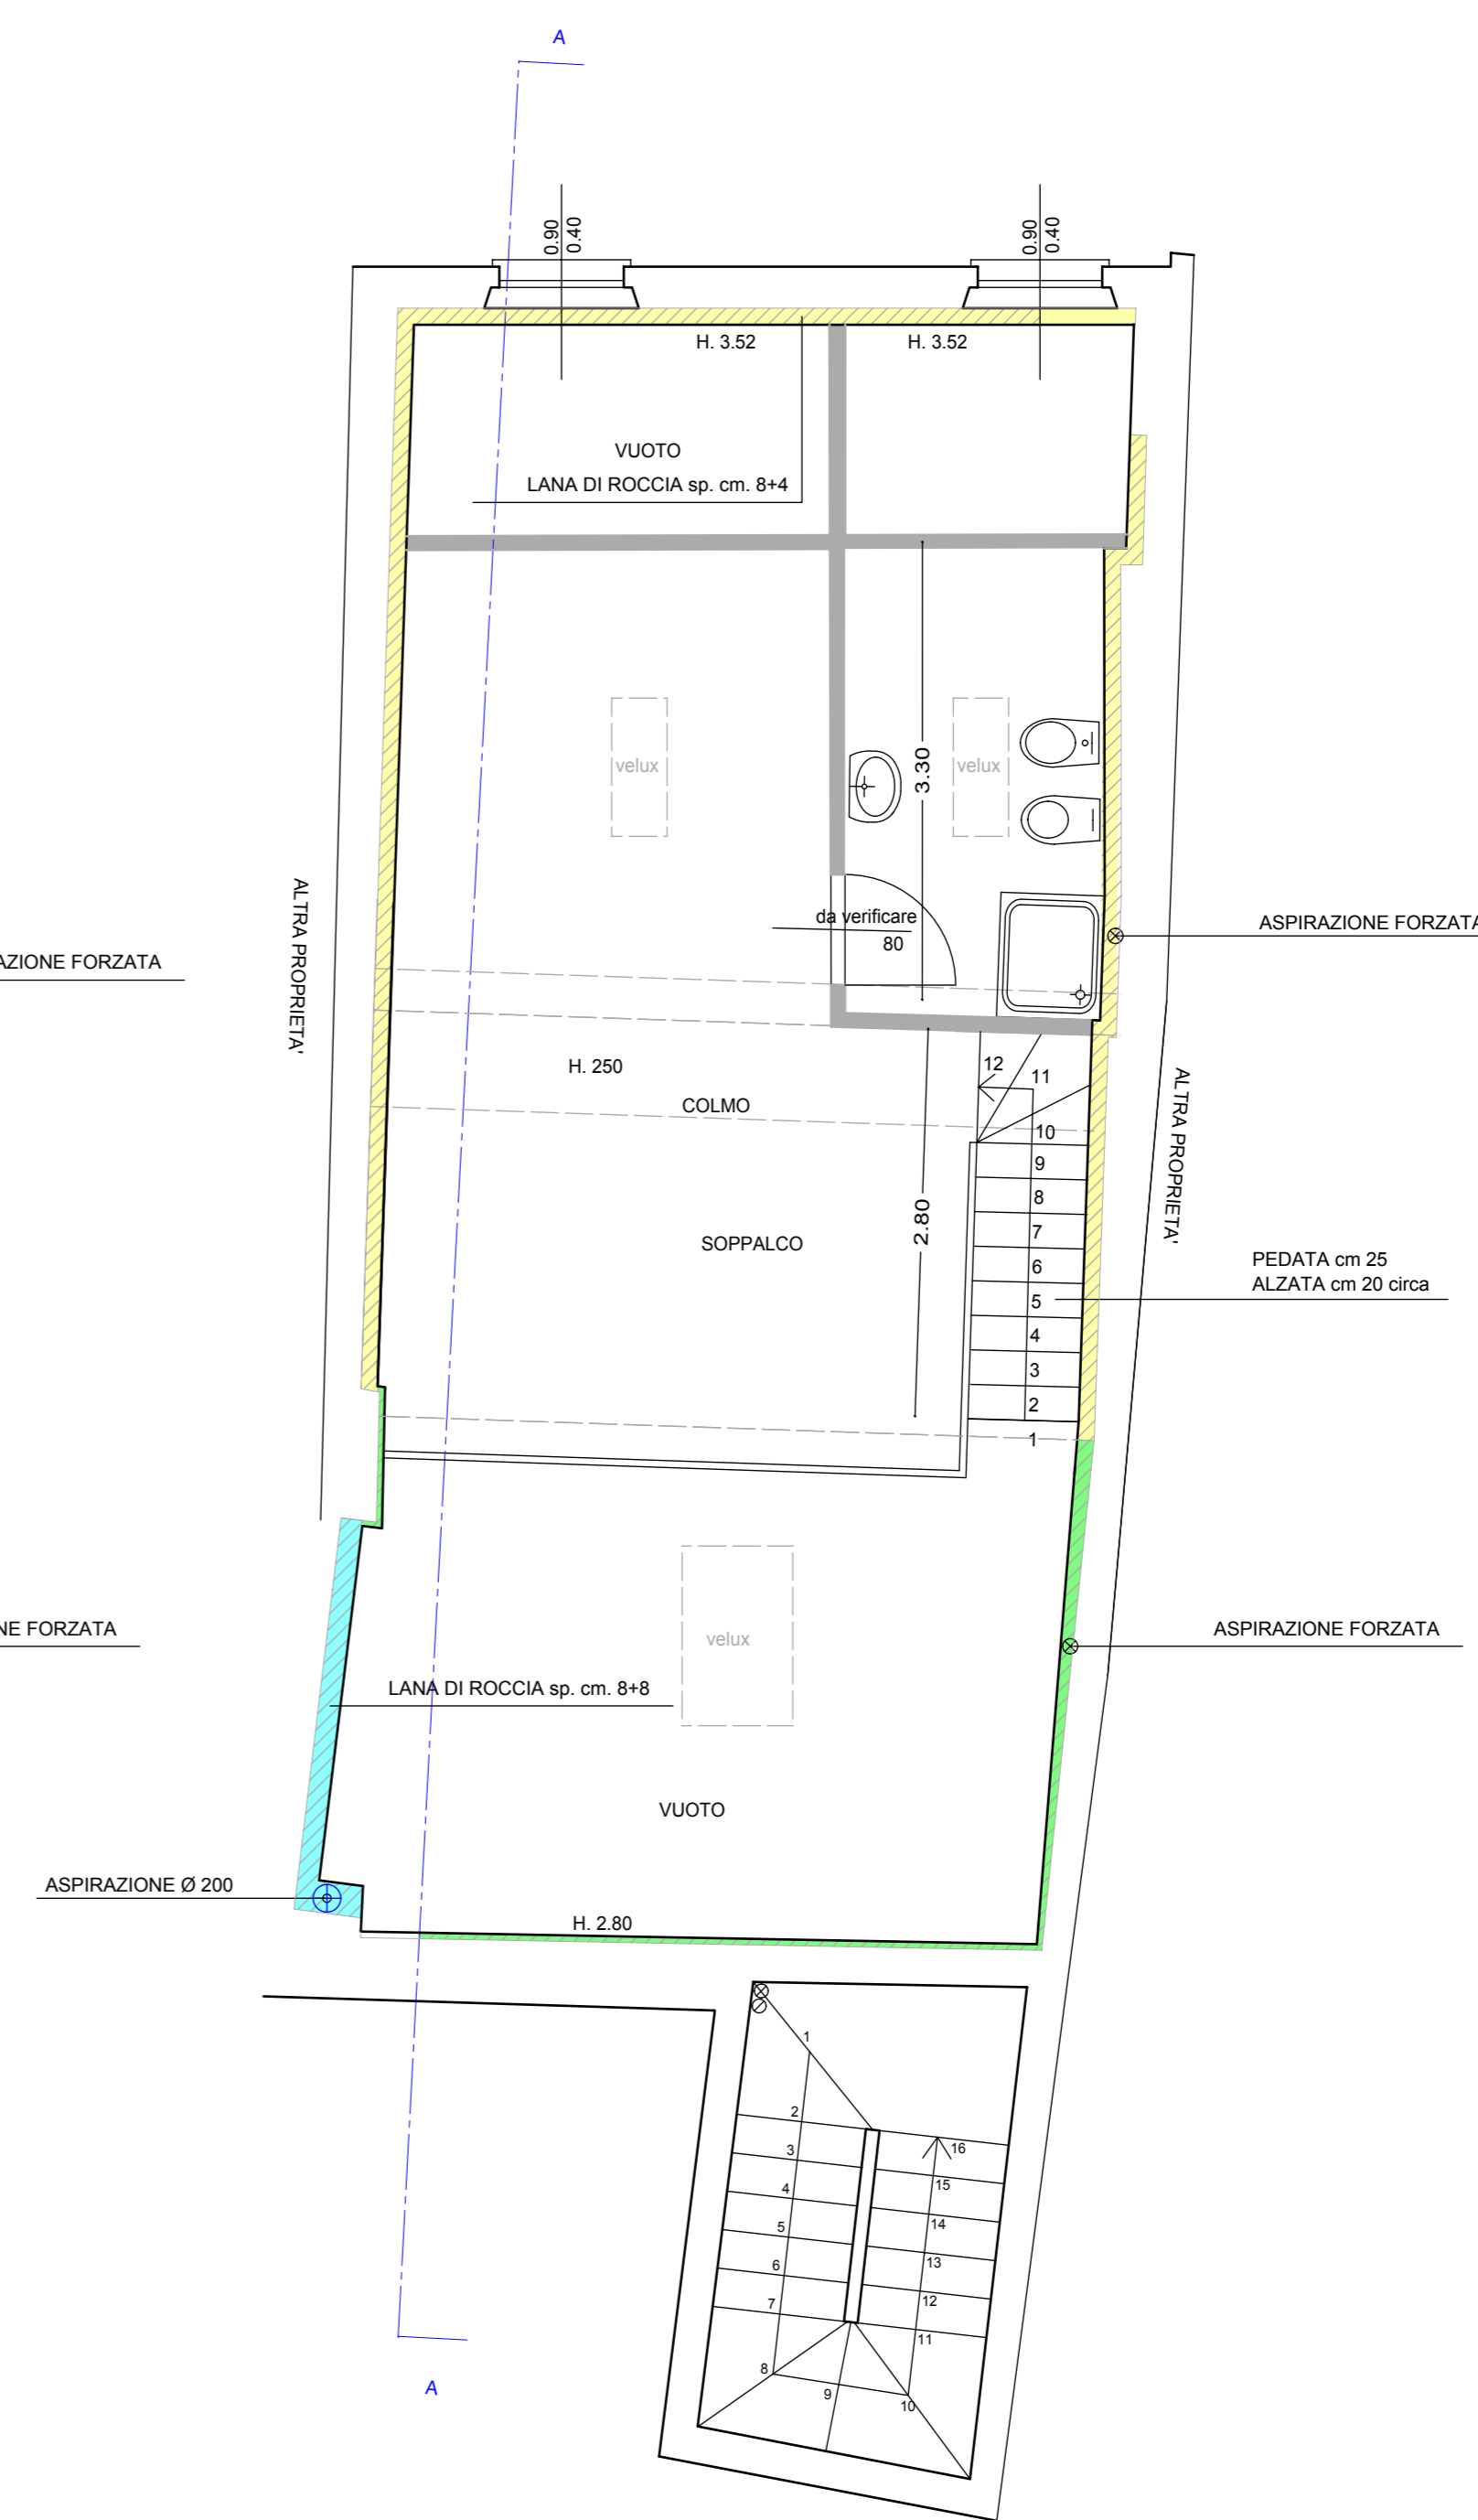 A
0.90
0.40
0.90
0.40
H. 3.52
H. 3.52
VUOTO
LANA DI ROCCIA sp. cm. 8+4
velux
velux
3.30
ALTRA PROPRIETA'
da verificare
80
ASPIRAZIONE FORZATA
AZIONE FORZATA
H. 250
COLMO
12
11
10
9
8
7
6
5
4
3
2
1
ALTRA PROPRIETA'
2.80
SOPPALCO
PEDATA cm 25
ALZATA cm 20 circa
NE FORZATA
velux
ASPIRAZIONE FORZATA
LANA DI ROCCIA sp. cm. 8+8
VUOTO
ASPIRAZIONE Ø 200
H. 2.80
1
2
3
4
5
6
7
8
9
10
11
12
13
14
15
16
A